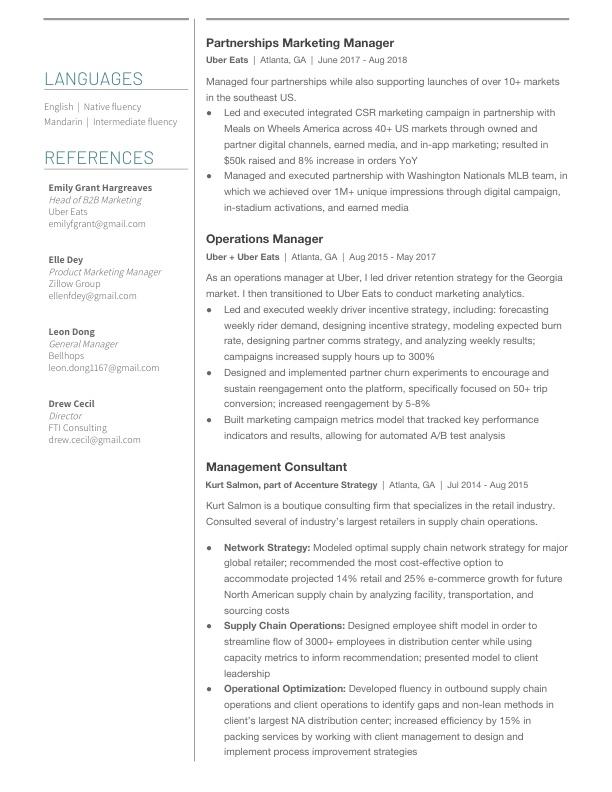 LANGUAGES
English | Native fluency
Mandarin | Intermediate fluency
REFERENCES
Emily Grant Hargreaves
Head of B2B Marketing
Uber Eats
emilyfgrant@gmail.com
Elle Dey
Product Marketing Manager
Zillow Group
ellenfdey@gmail.com
Leon Dong
General Manager
Bellhops
leon.dong1167@gmail.com
Drew Cecil
Director
FTI Consulting
drew.cecil@gmail.com
Partnerships Marketing Manager
Uber Eats | Atlanta, GA | June 2017 - Aug 2018
Managed four partnerships while also supporting launches of over 10+ markets
in the southeast US.
● Led and executed integrated CSR marketing campaign in partnership with
Meals on Wheels America across 40+ US markets through owned and
partner digital channels, earned media, and in-app marketing; resulted in
$50k raised and 8% increase in orders YoY
● Managed and executed partnership with Washington Nationals MLB team, in
which we achieved over 1M+ unique impressions through digital campaign,
in-stadium activations, and earned media
Operations Manager
Uber + Uber Eats | Atlanta, GA | Aug 2015 - May 2017
As an operations manager at Uber, I led driver retention strategy for the Georgia
market. I then transitioned to Uber Eats to conduct marketing analytics.
● Led and executed weekly driver incentive strategy, including: forecasting
weekly rider demand, designing incentive strategy, modeling expected burn
rate, designing partner comms strategy, and analyzing weekly results;
campaigns increased supply hours up to 300%
● Designed and implemented partner churn experiments to encourage and
sustain reengagement onto the platform, specifically focused on 50+ trip
conversion; increased reengagement by 5-8%
● Built marketing campaign metrics model that tracked key performance
indicators and results, allowing for automated A/B test analysis
Management Consultant
Kurt Salmon, part of Accenture Strategy | Atlanta, GA | Jul 2014 - Aug 2015
Kurt Salmon is a boutique consulting firm that specializes in the retail industry.
Consulted several of industry's largest retailers in supply chain operations.
● Network Strategy: Modeled optimal supply chain network strategy for major
global retailer; recommended the most cost-effective option to
accommodate projected 14% retail and 25% e-commerce growth for future
North American supply chain by analyzing facility, transportation, and
sourcing costs
● Supply Chain Operations: Designed employee shift model in order to
streamline flow of 3000+ employees in distribution center while using
capacity metrics to inform recommendation; presented model to client
leadership
● Operational Optimization: Developed fluency in outbound supply chain
operations and client operations to identify gaps and non-lean methods in
client's largest NA distribution center; increased efficiency by 15% in
packing services by working with client management to design and
implement process improvement strategies